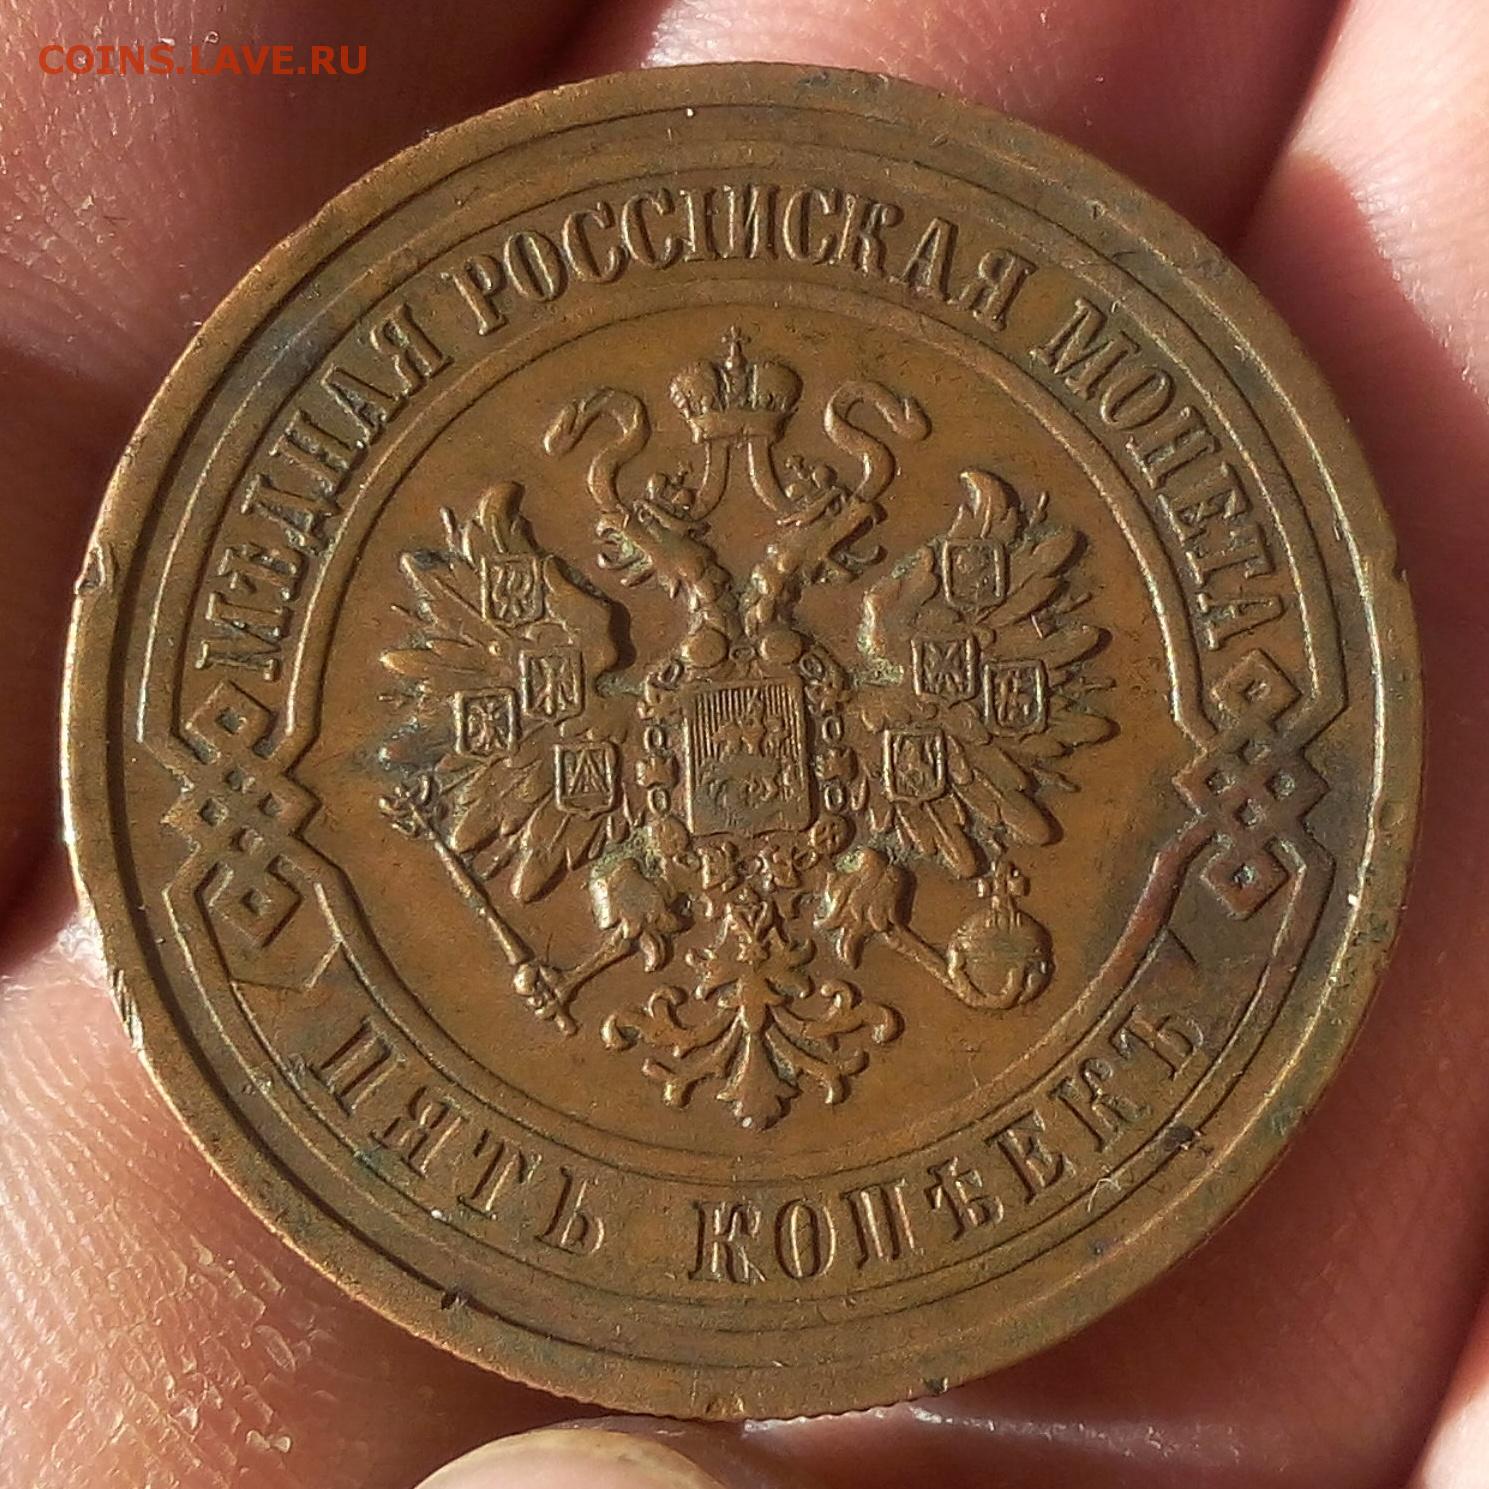 COINS.LAVE.RU
МѢДНАЯ РОССІЙСКАЯ МОНЕТА
ПЯТЬ КОПѢЕКЪ